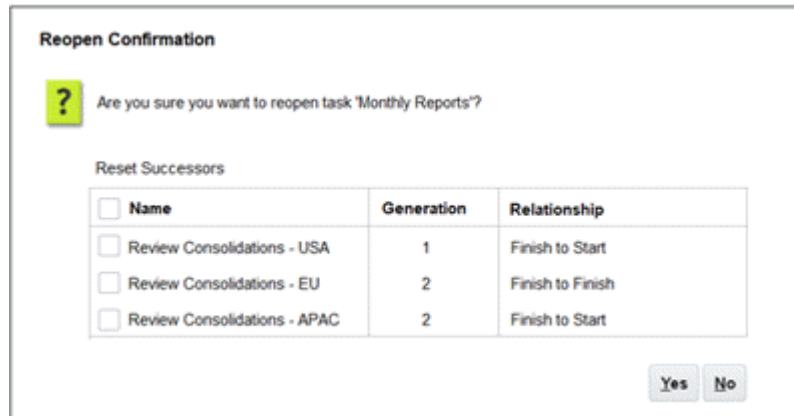 Reopen Confirmation
?
Are you sure you want to reopen task 'Monthly Reports'?
Reset Successors
Name Generation Relationship
Review Consolidations - USA 1 Finish to Start
Review Consolidations - EU 2 Finish to Finish
Review Consolidations - APAC 2 Finish to Start
Yes No